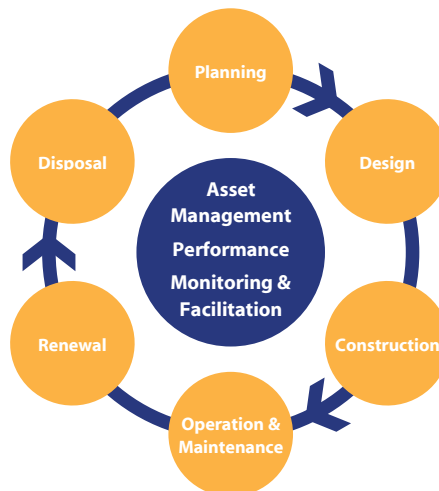 Planning
Design
Construction
Operation &
Maintenance
Renewal
Disposal
Asset
Management
Performance
Monitoring &
Facilitation